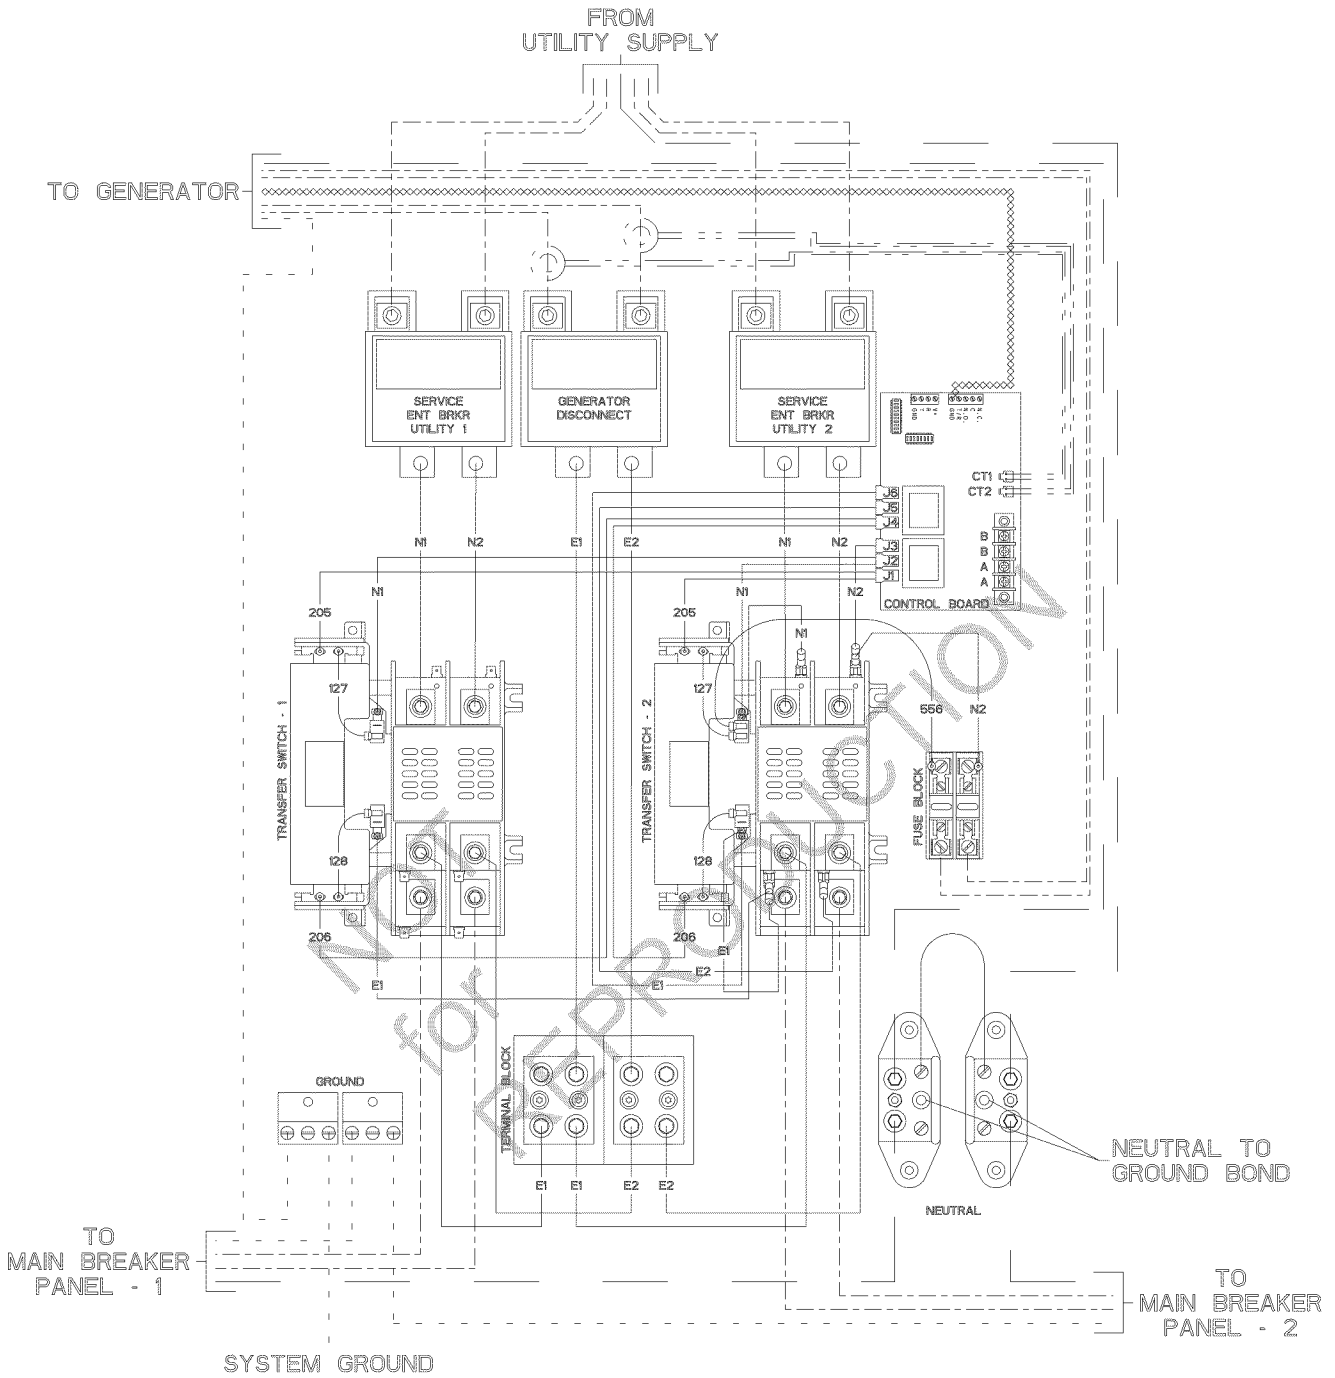 FROM
UTILITY SUPPLY
TO GENERATOR
SERVICE
ENT BRKR
UTILITY 1
GENERATOR
DISCONNECT
SERVICE
ENT BRKR
UTILITY 2
GND
T
R
V+
GND
T/R
N.O.
C
N.C.
CT1
CT2
J6
J5
J4
J3
J2
J1
B
B
A
A
CONTROL BOARD
N1
N2
E1
E2
N1
N2
N1
N1
N2
205
205
N1
127
127
556
N2
TRANSFER SWITCH - 1
TRANSFER SWITCH - 2
FUSE BLOCK
128
128
206
206
E1
E2
E1
E1
NOT
for
REPRODUCTION
TERMINAL BLOCK
GROUND
E1
E1
E2
E2
NEUTRAL TO
GROUND BOND
NEUTRAL
TO
MAIN BREAKER
PANEL - 1
TO
MAIN BREAKER
PANEL - 2
SYSTEM GROUND